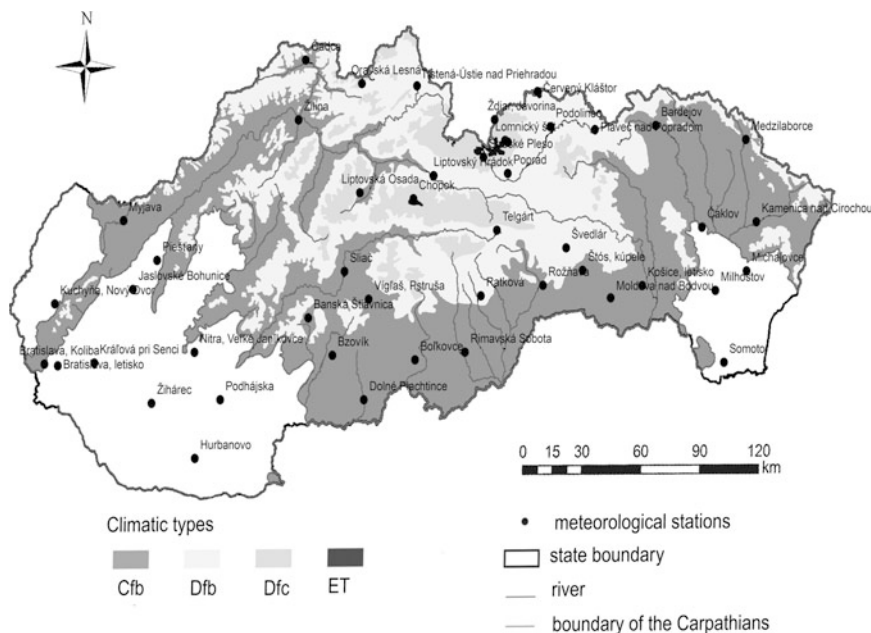 N
Čadca
Oravská Lesná
Trstená-Ústie nad Priehradou
Červený Kláštor
Ždiar, Javorina
Podolínec
Bardejov
Plaveč nad Popradom
Medzilaborce
Žilina
Lomnický
Pleso
Liptovský Hrádok
Poprad
Liptovská Osada
Chopok
Myjava
Telgárt
Čaklov
Kamenica nad Cirochou
Piešťany
Sliač
Švedlár
Michalovce
Jaslovské Bohunice
Štós, kúpele
Kuchyňa, Nový Dvor
Vígľaš, Pstruša
Ratkova
Rožňava
Košice, letisko
Milhostov
Moldava nad Bodvou
Banská Štiavnica
Bratislava, Koliba
Kráľová pri Senci
Nitra, Veľké Janíkovce
Bzovík
Boľkovce
Rimavská Sobota
Somotor
Bratislava, letisko
Žihárec
Podhájska
Dolné Plachtince
Hurbanovo
0 15 30 60 90 120
km
Climatic types
Cfb Dfb Dfc ET
meteorological stations
state boundary
river
boundary of the Carpathians